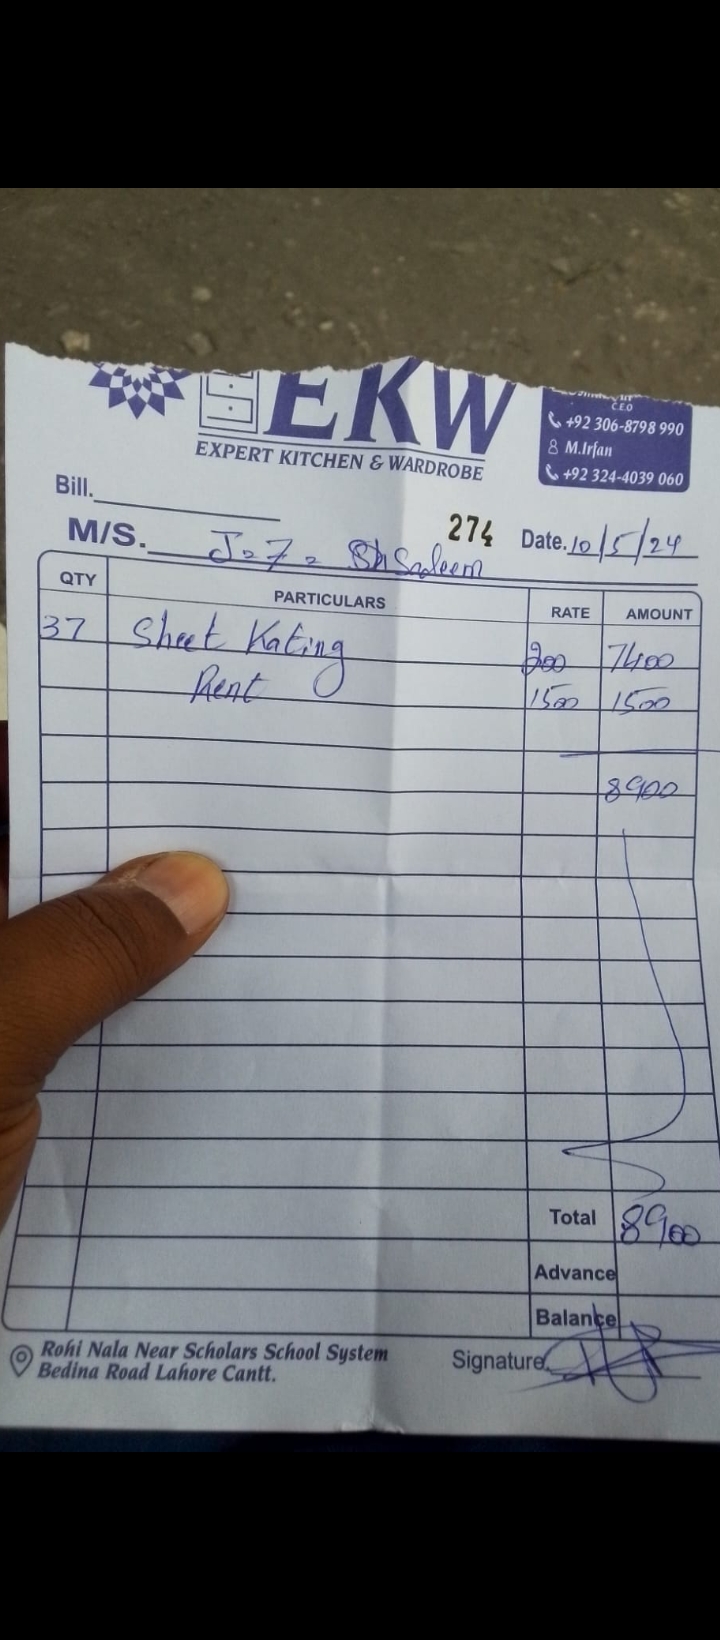 EKW
EXPERT KITCHEN & WARDROBE
C.E.O
+92 306-8798 990
M.Irfan
+92 324-4039 060
Bill.
274 Date. 10/5/24
M/S. J=7= Saleem
QTY PARTICULARS RATE AMOUNT
37 Sheet Kating 200 7400
Rent 1500 1500
8900
Total 8900
Advance
Balance
Rohi Nala Near Scholars School System
Bedina Road Lahore Cantt.
Signature.